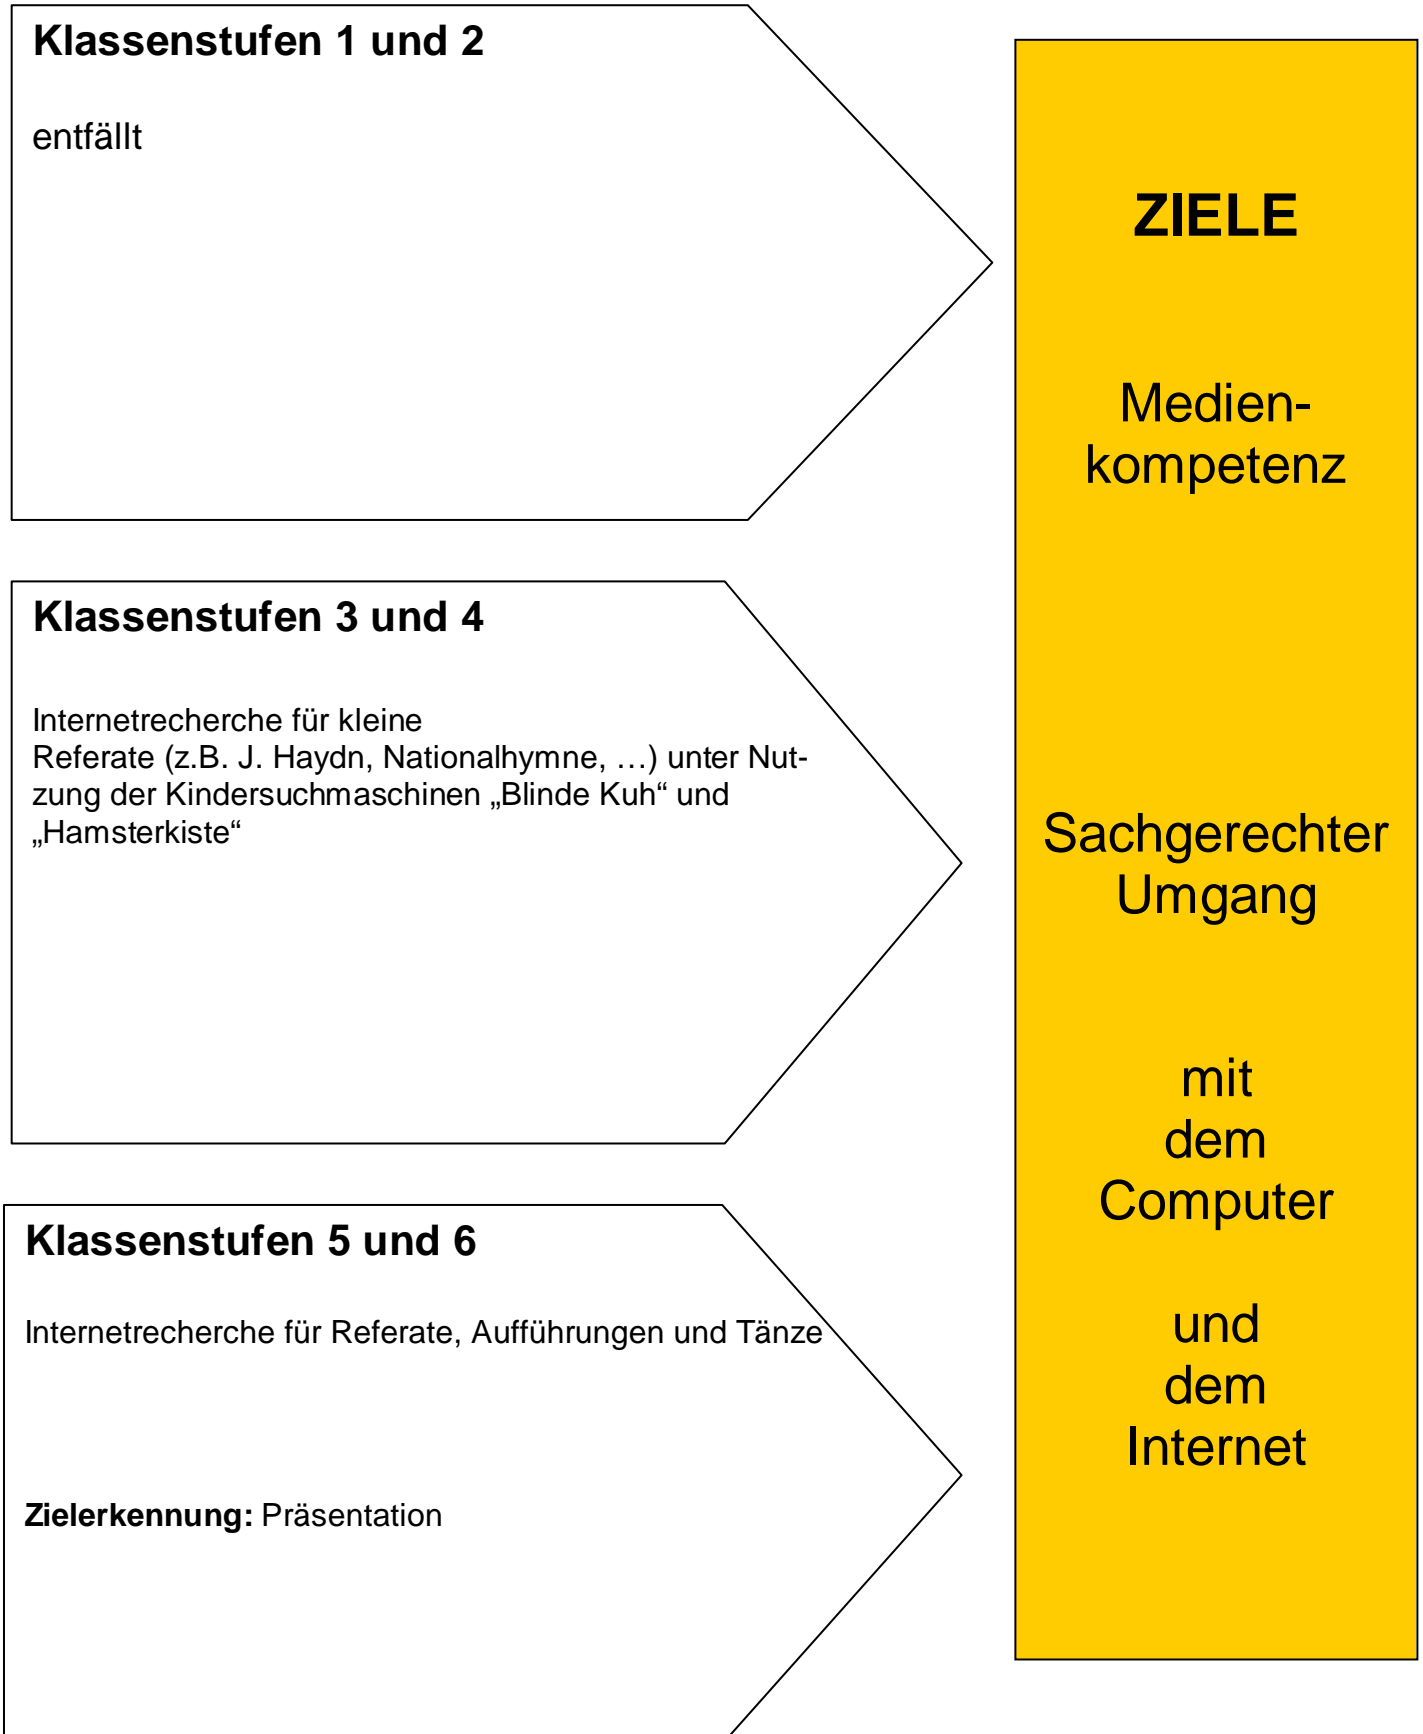 Klassenstufen 1 und 2
entfällt
Klassenstufen 3 und 4
Internetrecherche für kleine
Referate (z.B. J. Haydn, Nationalhymne, …) unter Nut-
zung der Kindersuchmaschinen „Blinde Kuh“ und
„Hamsterkiste“
Klassenstufen 5 und 6
Internetrecherche für Referate, Aufführungen und Tänze
Zielerkennung: Präsentation
ZIELE
Medien-
kompetenz
Sachgerechter
Umgang
mit
dem
Computer
und
dem
Internet